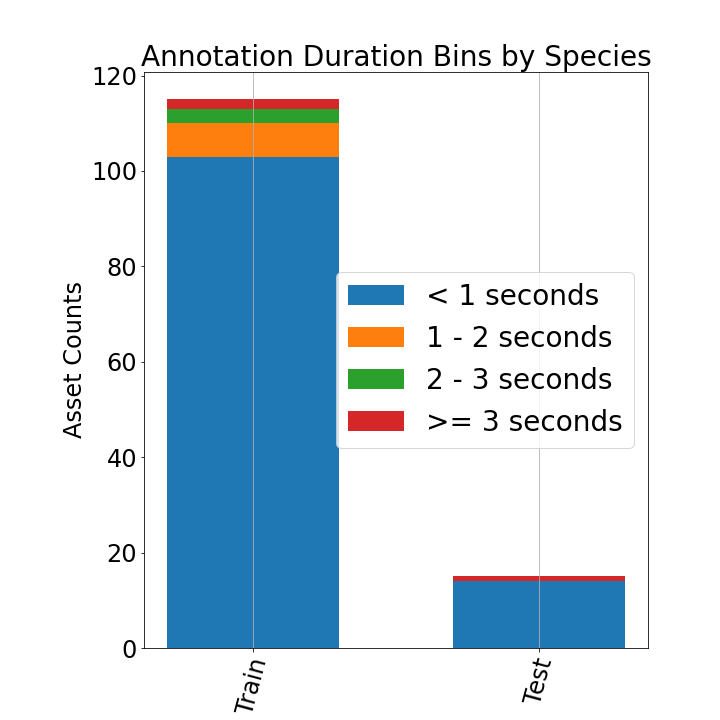 Annotation Duration Bins by Species
120
100
80
60
40
20
0
Asset Counts
< 1 seconds
1 - 2 seconds
2 - 3 seconds
>= 3 seconds
Train
Test